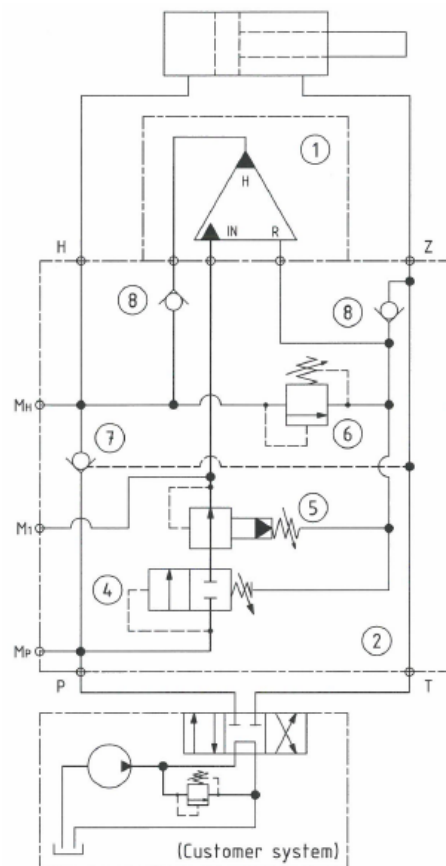 1
H
IN R
H Z
8 8
MH
6
7
M1
5
4
MP
2
P T
(Customer system)